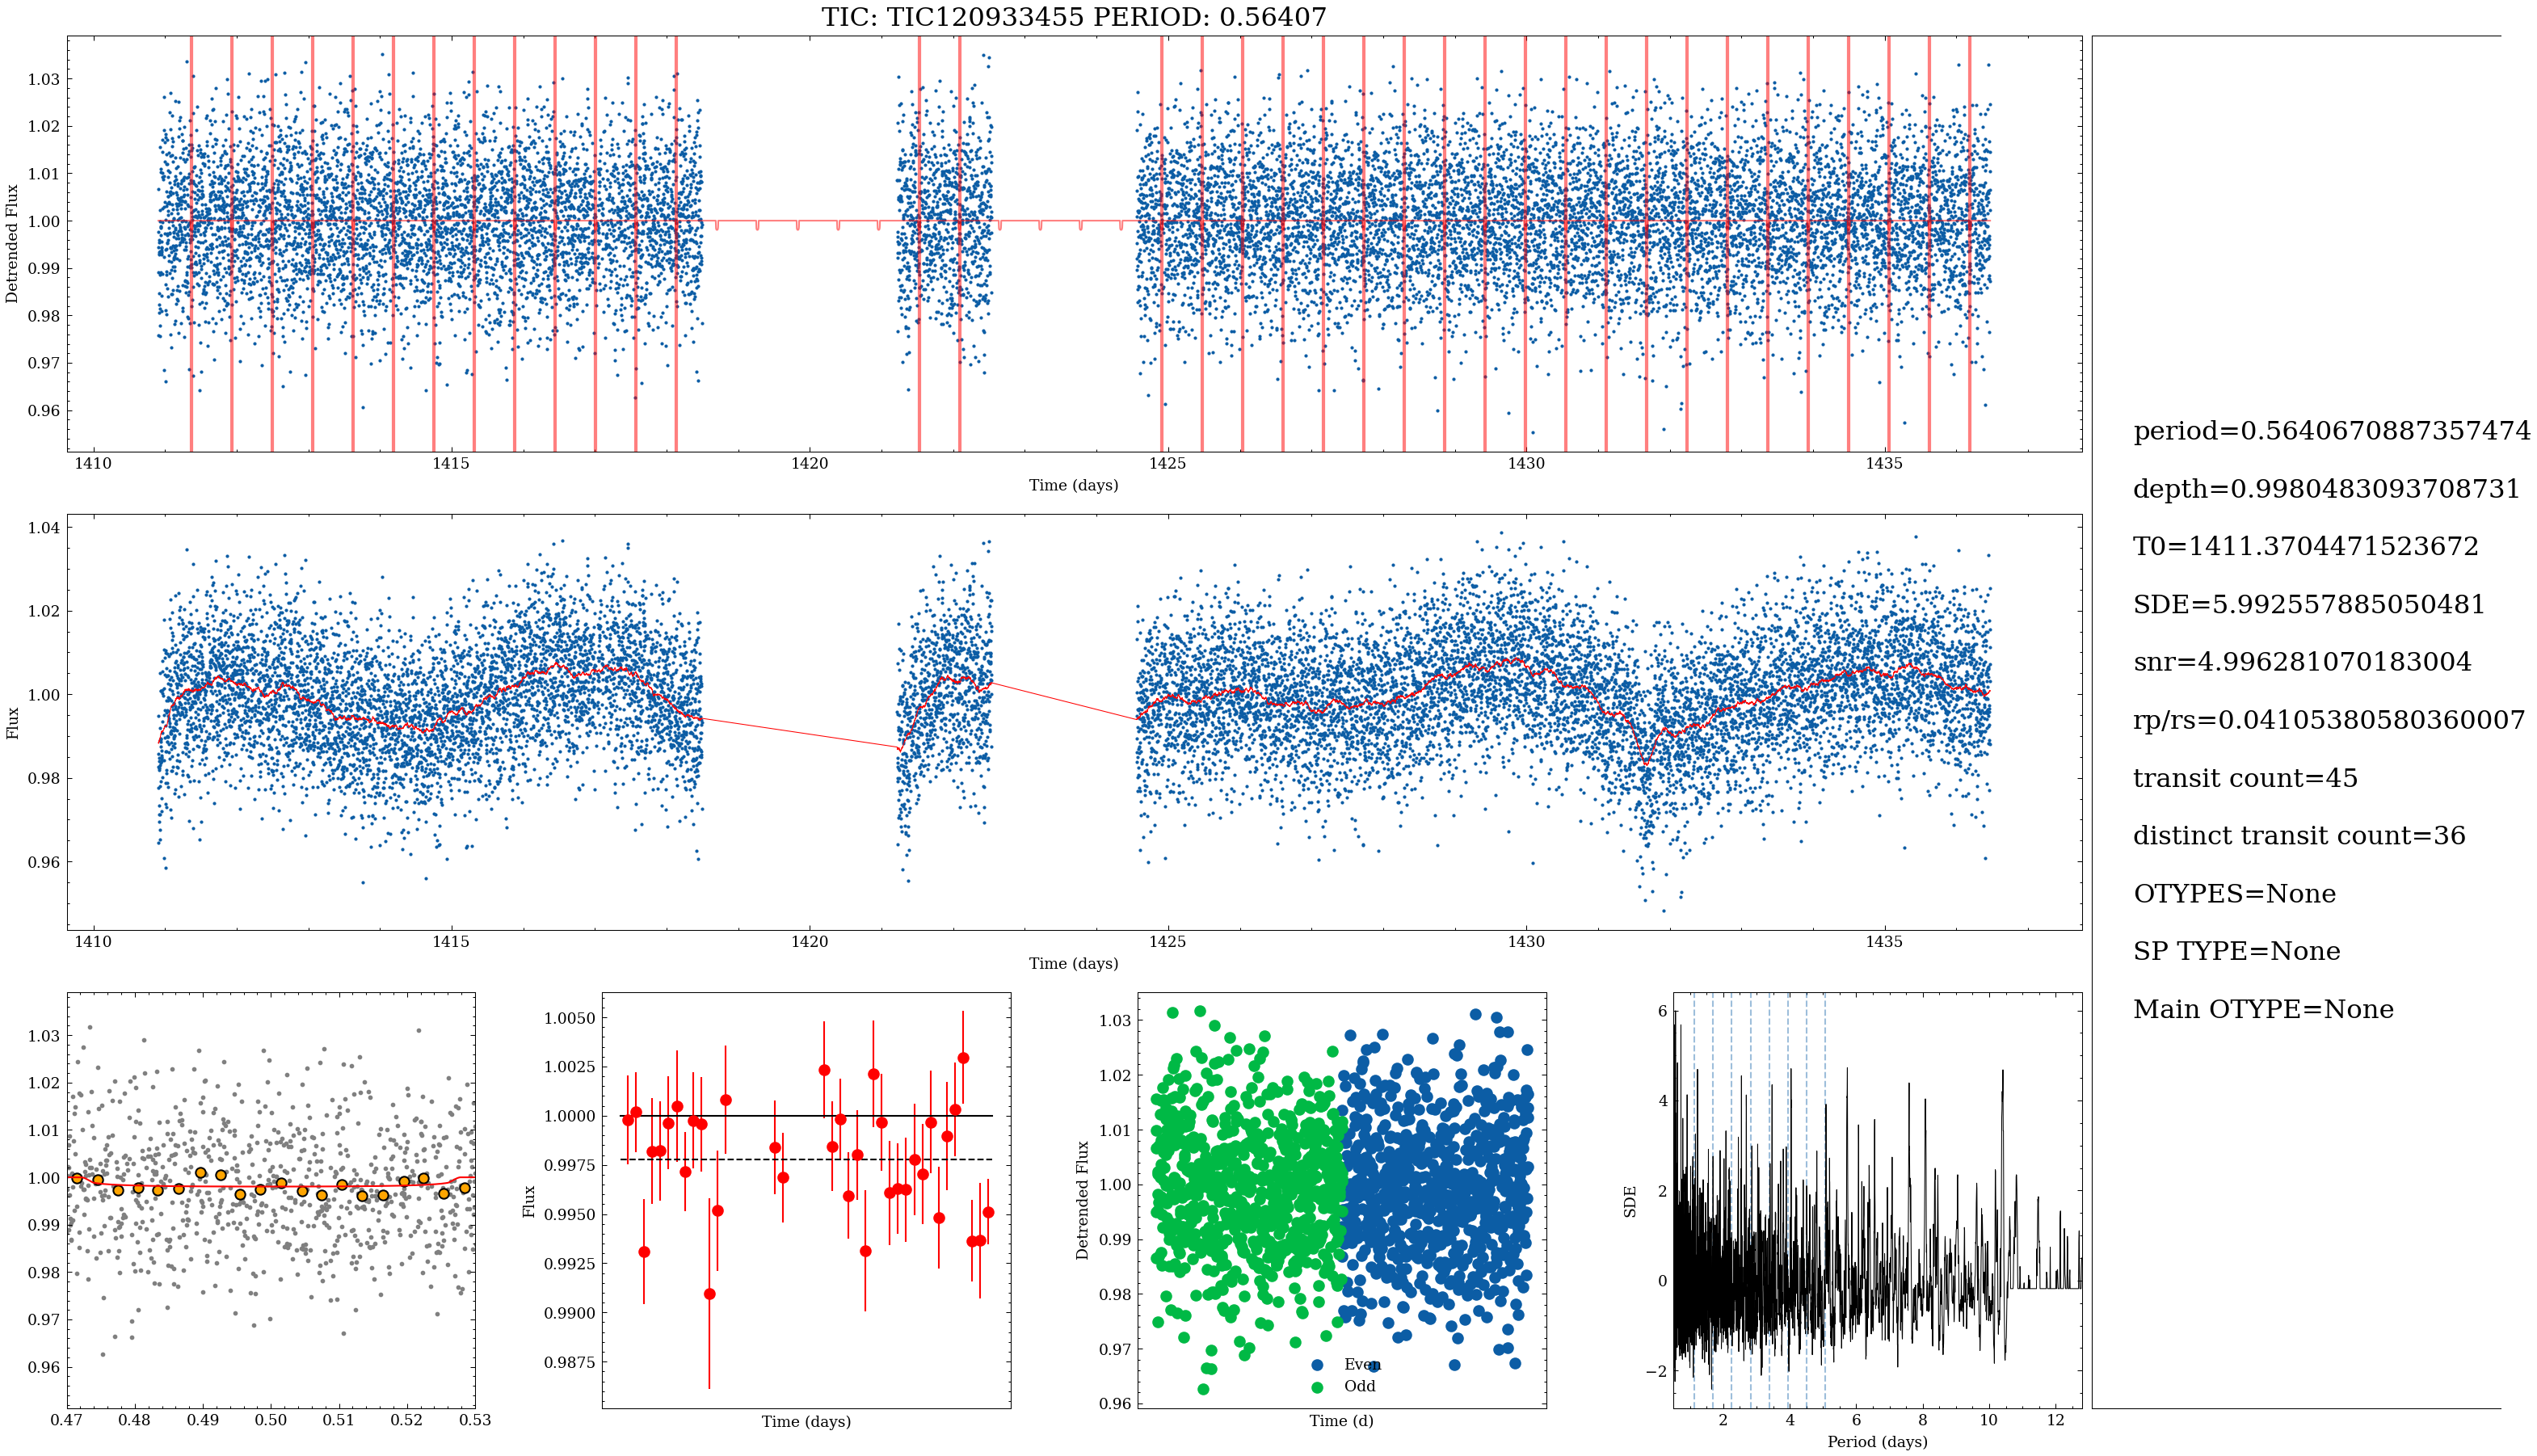 TIC: TIC120933455 PERIOD: 0.56407
1.03
1.02
1.01
1.00
0.99
0.98
0.97
0.96
Detrended Flux
1410
1415
1420
1425
1430
1435
Time (days)
1.04
1.02
1.00
0.98
0.96
Flux
1410
1415
1420
1425
1430
1435
Time (days)
1.03
1.02
1.01
1.00
0.99
0.98
0.97
0.96
0.47
0.48
0.49
0.50
0.51
0.52
0.53
1.0050
1.0025
1.0000
0.9975
0.9950
0.9925
0.9900
0.9875
Flux
Time (days)
1.03
1.02
1.01
1.00
0.99
0.98
0.97
0.96
Detrended Flux
Even
Odd
Time (d)
6
4
2
0
−2
SDE
2
4
6
8
10
12
Period (days)
period=0.5640670887357474
depth=0.9980483093708731
T0=1411.3704471523672
SDE=5.992557885050481
snr=4.996281070183004
rp/rs=0.04105380580360007
transit count=45
distinct transit count=36
OTYPES=None
SP TYPE=None
Main OTYPE=None